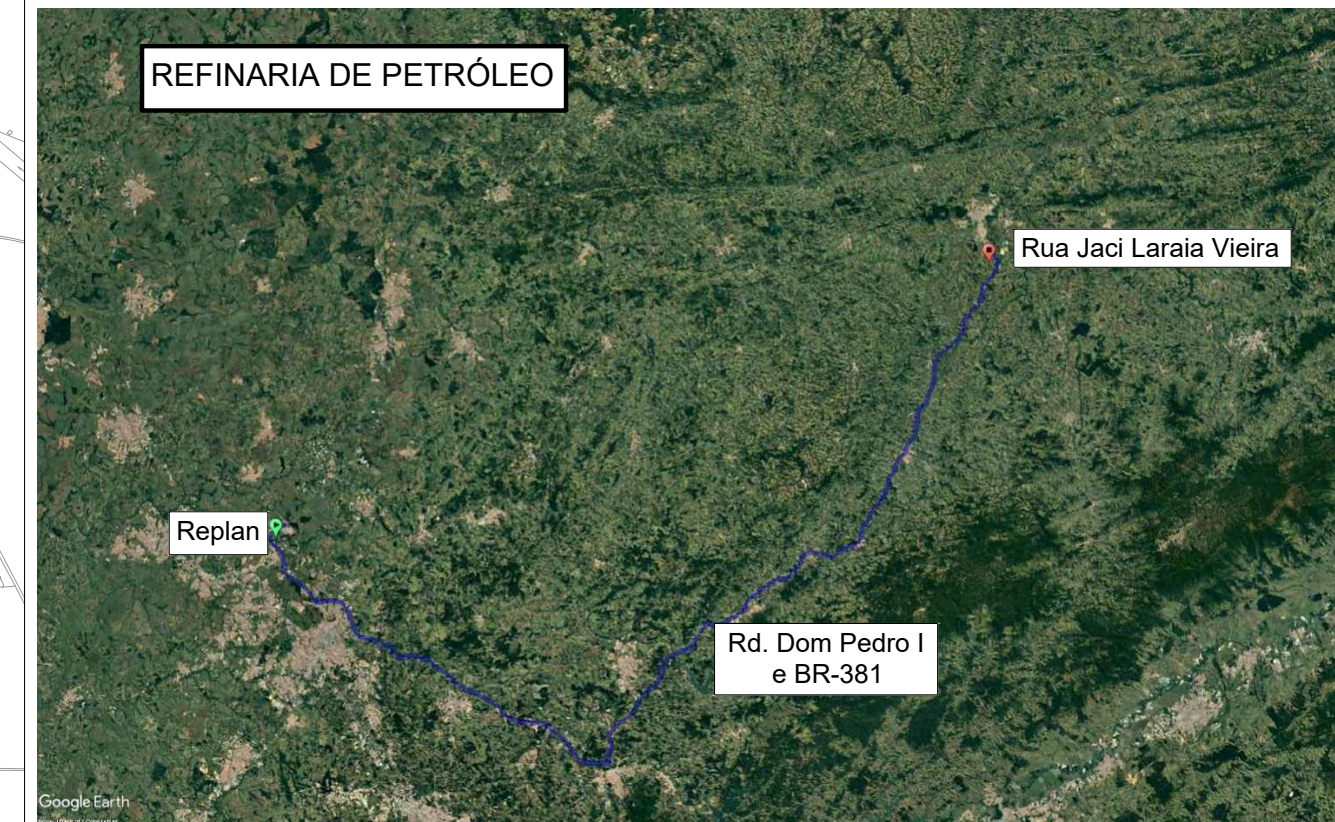 REFINARIA DE PETRÓLEO
Rua Jaci Laraia Vieira
Replan
Rd. Dom Pedro I
e BR-381
Google Earth